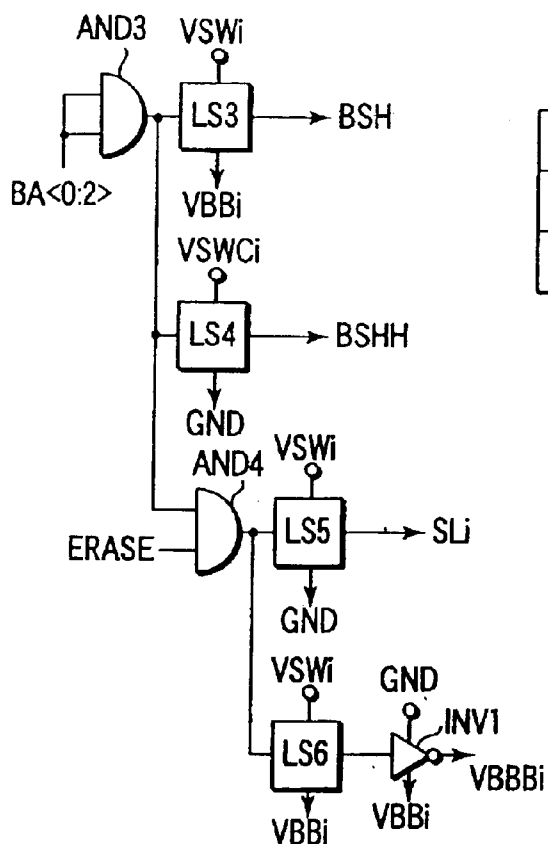 AND3
VSWi
LS3
BSH
BA<0:2>
VBBi
VSWCi
LS4
BSHH
GND
AND4
VSWi
ERASE
LS5
SLi
GND
VSWi
GND
INV1
LS6
VBBBi
VBBi
VBBi